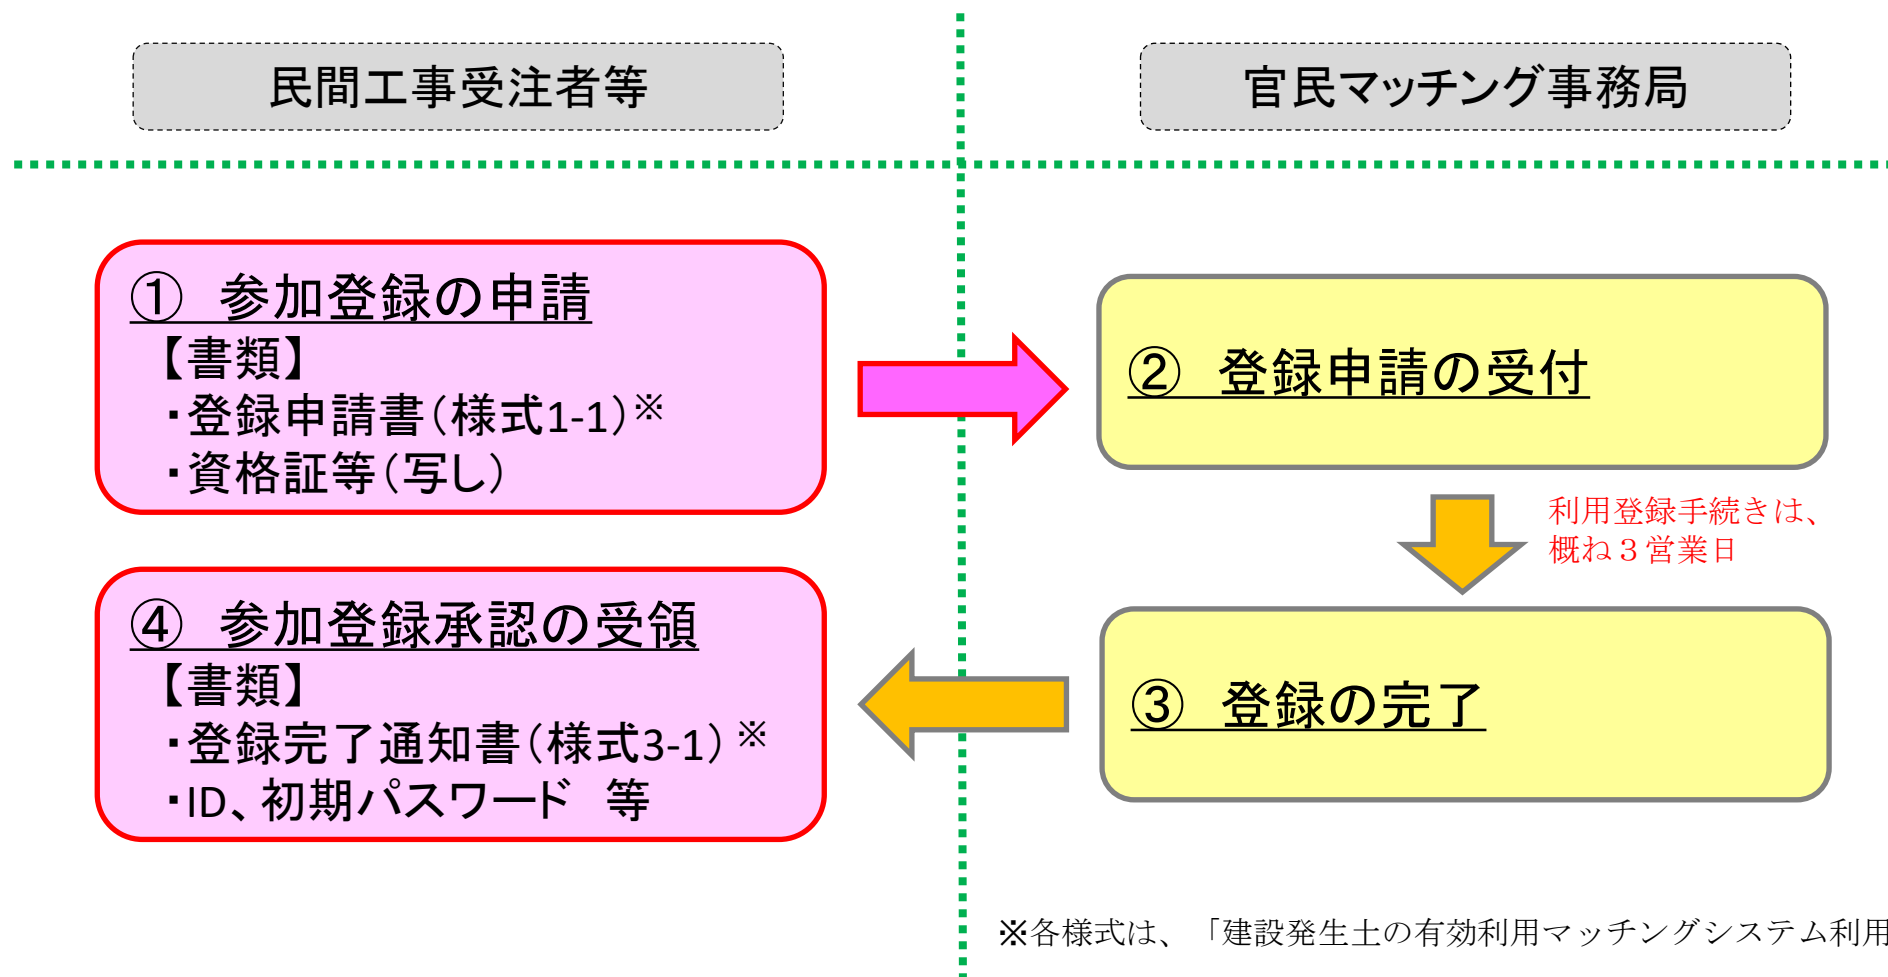 民間工事受注者等
官民マッチング事務局
① 参加登録の申請
【書類】
・登録申請書（様式1-1）※
・資格証等（写し）
② 登録申請の受付
利用登録手続きは、
概ね３営業日
③ 登録の完了
④ 参加登録承認の受領
【書類】
・登録完了通知書（様式3-1）※
・ID、初期パスワード 等
※各様式は、「建設発生土の有効利用マッチングシステム利用